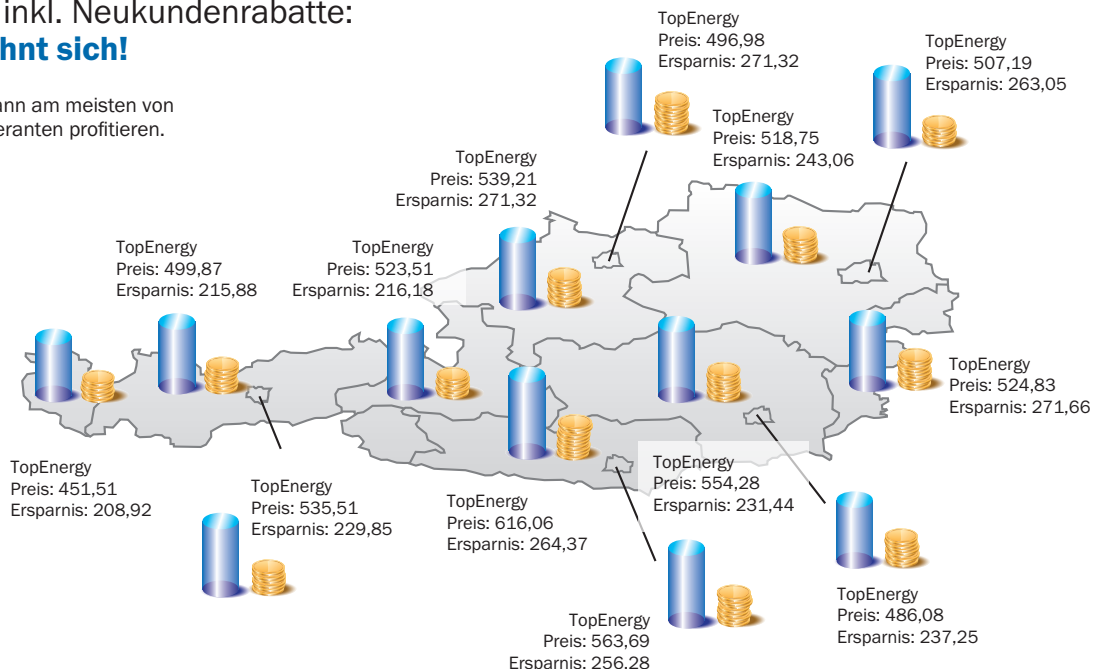 inkl. Neukundenrabatte:
hnt sich!
ann am meisten von
eranten profitieren.
TopEnergy
Preis: 496,98
Ersparnis: 271,32
TopEnergy
Preis: 507,19
Ersparnis: 263,05
TopEnergy
Preis: 518,75
Ersparnis: 243,06
TopEnergy
Preis: 539,21
Ersparnis: 271,32
TopEnergy
Preis: 499,87
Ersparnis: 215,88
TopEnergy
Preis: 523,51
Ersparnis: 216,18
TopEnergy
Preis: 524,83
Ersparnis: 271,66
TopEnergy
Preis: 451,51
Ersparnis: 208,92
TopEnergy
Preis: 535,51
Ersparnis: 229,85
TopEnergy
Preis: 616,06
Ersparnis: 264,37
TopEnergy
Preis: 554,28
Ersparnis: 231,44
TopEnergy
Preis: 563,69
Ersparnis: 256,28
TopEnergy
Preis: 486,08
Ersparnis: 237,25